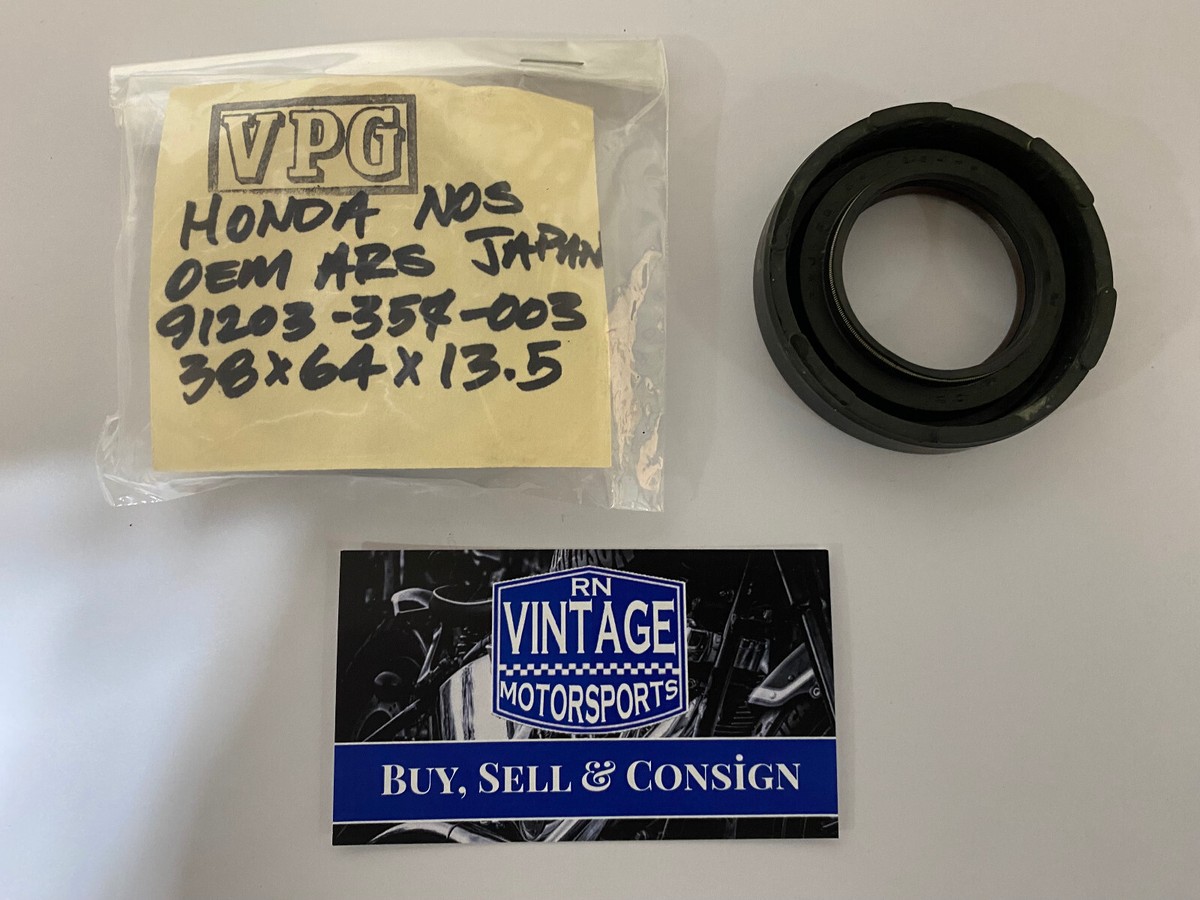 VPG
HONDA NOS
OEM ARS JAPAN
91203-357-003
38x64x13.5
RN
VINTAGE
MOTORSPORTS
BUY, SELL & CONSIGN